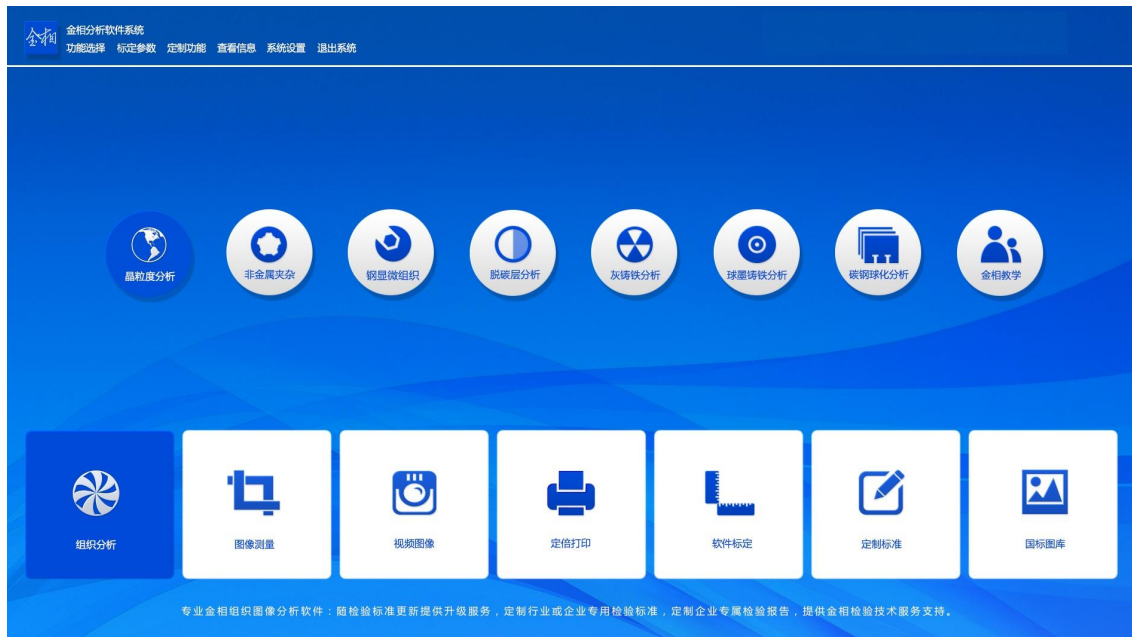 金相
金相分析软件系统
功能选择 标定参数 定制功能 查看信息 系统设置 退出系统
晶粒度分析 非金属夹杂 钢显微组织 脱碳层分析 灰铸铁分析 球墨铸铁分析 碳钢球化分析 金相教学
组织分析 图像测量 视频图像 定倍打印 软件标定 定制标准 国标图库
专业金相组织图像分析软件：随检验标准更新提供升级服务，定制行业或企业专用检验标准，定制企业专属检验报告，提供金相检验技术服务支持。